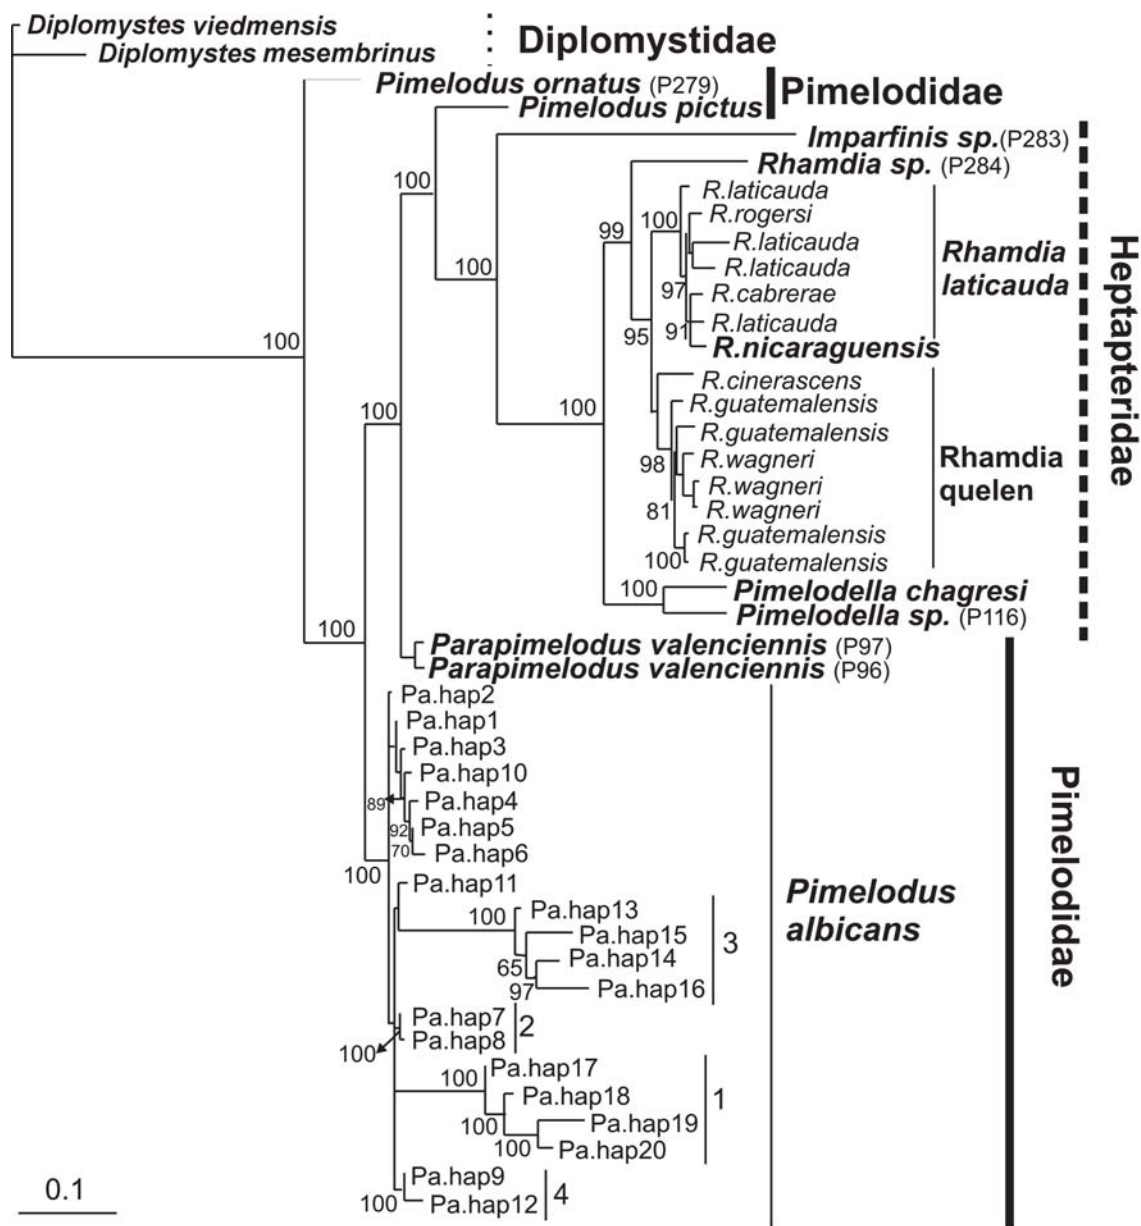 Diplomystes viedmensis
Diplomystes mesembrinus
Diplomystidae
Pimelodus ornatus (P279)
Pimelodus pictus
Pimelodidae
Imparfinis sp.(P283)
Rhamdia sp. (P284)
100
R.laticauda
R.rogersi
100
99
R.laticauda
R.laticauda
Rhamdia
laticauda
100
97
R.cabrerae
R.laticauda
91
95
R.nicaraguensis
Heptapteridae
100
R.cinerascens
100
100
R.guatemalensis
R.guatemalensis
98
R.wagneri
R.wagneri
81
R.wagneri
Rhamdia
quelen
R.guatemalensis
100
R.guatemalensis
100
Pimelodella chagresi
Pimelodella sp. (P116)
100
Parapimelodus valenciennis (P97)
Parapimelodus valenciennis (P96)
Pa.hap2
Pa.hap1
Pa.hap3
Pa.hap10
89
Pa.hap4
92
Pa.hap5
70
Pa.hap6
100
Pa.hap11
Pimelodidae
Pimelodus
albicans
100
Pa.hap13
Pa.hap15
3
65
Pa.hap14
97
Pa.hap16
Pa.hap7
2
Pa.hap8
100
Pa.hap17
100
Pa.hap18
1
100
Pa.hap19
100
Pa.hap20
Pa.hap9
4
100
Pa.hap12
0.1